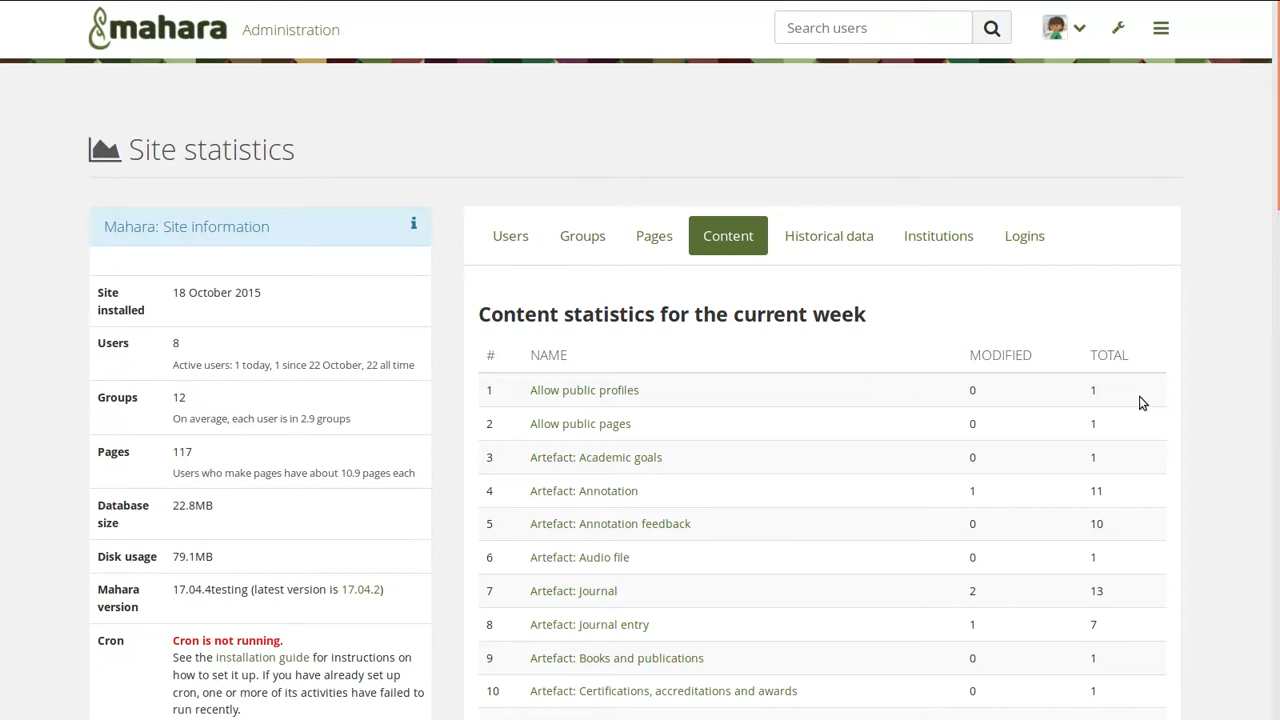 mahara Administration
Search users
Site statistics
Mahara: Site information
Site installed 18 October 2015
Users 8
Active users: 1 today, 1 since 22 October, 22 all time
Groups 12
On average, each user is in 2.9 groups
Pages 117
Users who make pages have about 10.9 pages each
Database size 22.8MB
Disk usage 79.1MB
Mahara version 17.04.4testing (latest version is 17.04.2)
Cron Cron is not running.
See the installation guide for instructions on
how to set it up. If you have already set up
cron, one or more of its activities have failed to
run recently.
Users Groups Pages Content Historical data Institutions Logins
Content statistics for the current week
# NAME MODIFIED TOTAL
1 Allow public profiles 0 1
2 Allow public pages 0 1
3 Artefact: Academic goals 0 1
4 Artefact: Annotation 1 11
5 Artefact: Annotation feedback 0 10
6 Artefact: Audio file 0 1
7 Artefact: Journal 2 13
8 Artefact: Journal entry 1 7
9 Artefact: Books and publications 0 1
10 Artefact: Certifications, accreditations and awards 0 1